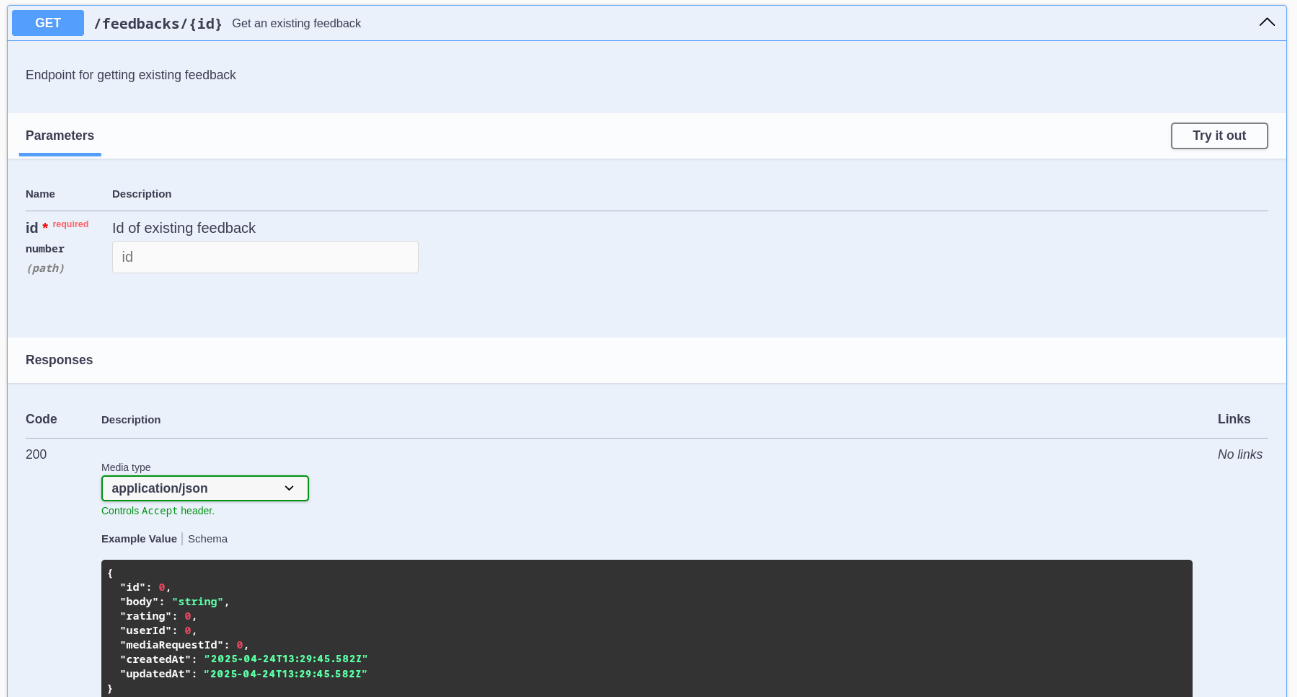 GET /feedbacks/{id} Get an existing feedback
Endpoint for getting existing feedback
Parameters Try it out
Name Description
id * required Id of existing feedback
number id
(path)
Responses
Code Description Links
200 No links
Media type
application/json
Controls Accept header.
Example Value | Schema
{
  "id": 0,
  "body": "string",
  "rating": 0,
  "userId": 0,
  "mediaRequestId": 0,
  "createdAt": "2025-04-24T13:29:45.582Z"
  "updatedAt": "2025-04-24T13:29:45.582Z"
}